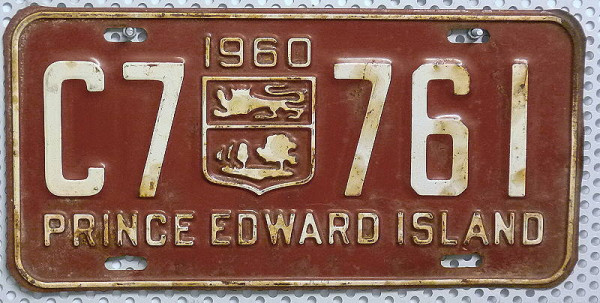 1960
C7 761
PRINCE EDWARD ISLAND